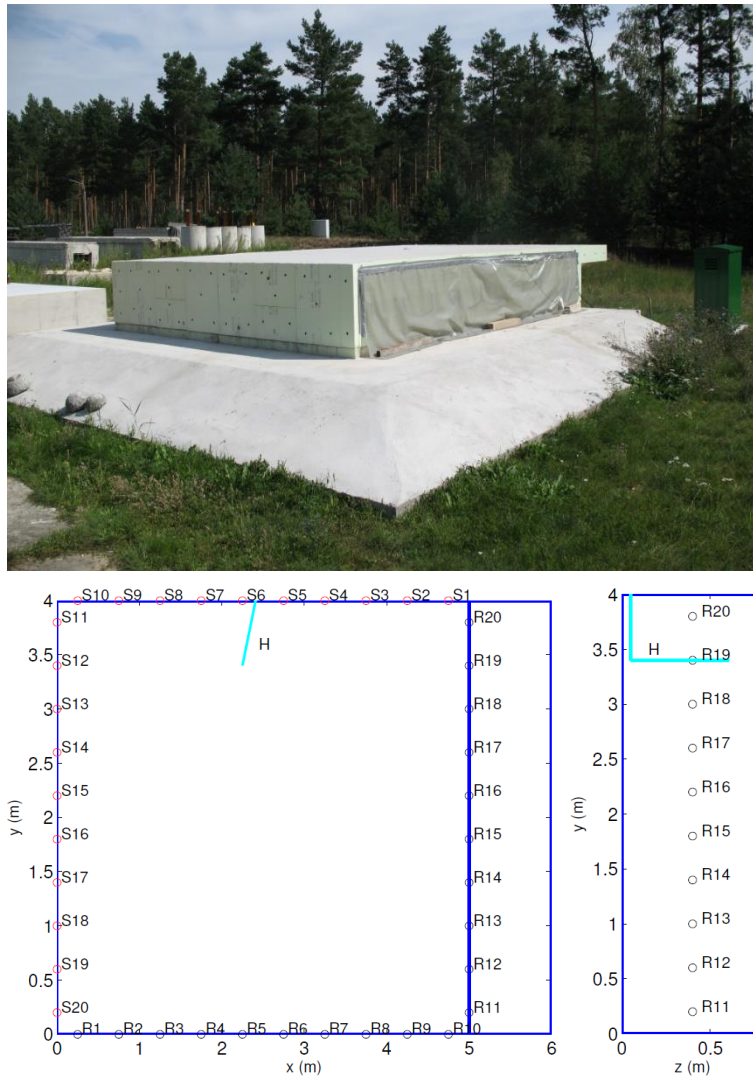 S10 S9 S8 S7 S6 S5 S4 S3 S2 S1
4
S11 R20 R20
3.5 S12 H R19 3.5 H R19
3 S13 R18 3 R18
S14 R17 R17
2.5 2.5
S15 R16 R16
2 2
y (m) S16 R15 y (m) R15
1.5 1.5
S17 R14 R14
1 S18 R13 1 R13
S19 R12 R12
0.5 0.5
S20 R11 R11
0 R1 R2 R3 R4 R5 R6 R7 R8 R9 R10 0
0 1 2 3 4 5 6 0 0.5
x (m) z (m)
4